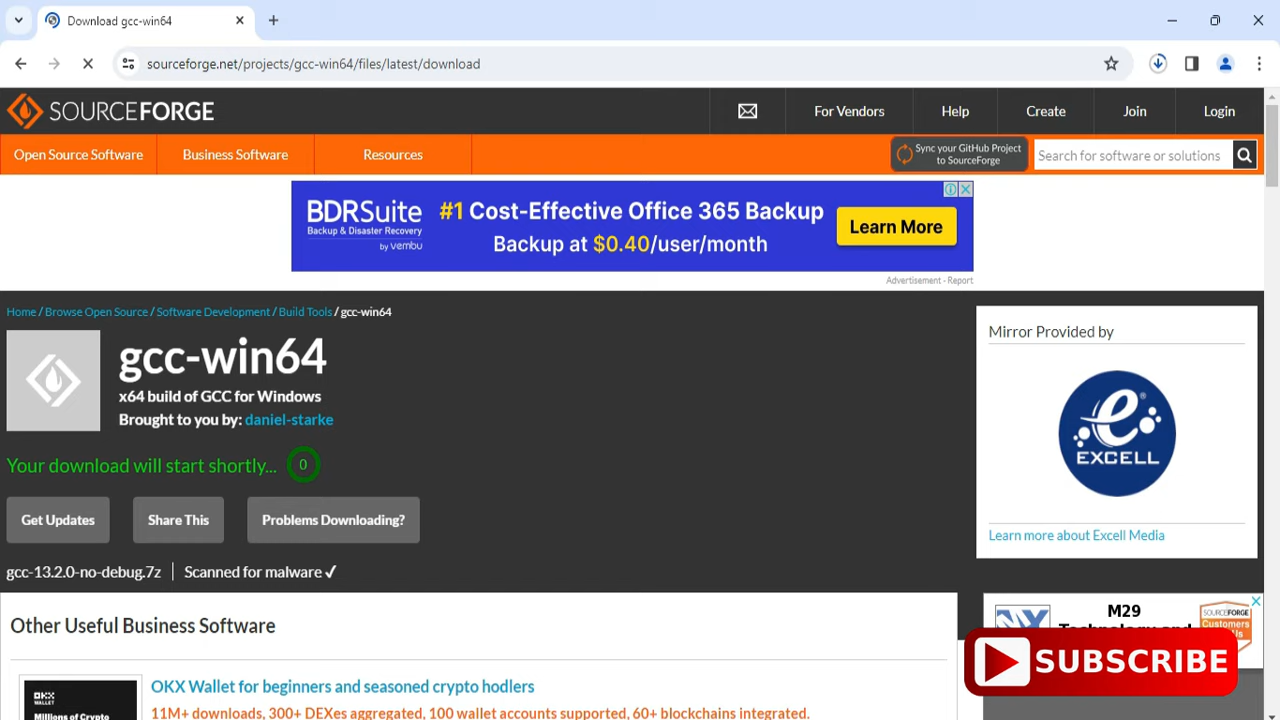 Download gcc-win64
sourceforge.net/projects/gcc-win64/files/latest/download
SOURCEFORGE
For Vendors
Help
Create
Join
Login
Open Source Software
Business Software
Resources
Sync your GitHub Project
to SourceForge
Search for software or solutions
BDRSuite
Backup & Disaster Recovery
by vembu
#1 Cost-Effective Office 365 Backup
Backup at $0.40/user/month
Learn More
Advertisement - Report
Home / Browse Open Source / Software Development / Build Tools / gcc-win64
gcc-win64
x64 build of GCC for Windows
Brought to you by: daniel-starke
Your download will start shortly... 0
Get Updates
Share This
Problems Downloading?
gcc-13.2.0-no-debug.7z
Scanned for malware ✓
Mirror Provided by
EXCELL
Learn more about Excell Media
Other Useful Business Software
OKX Wallet for beginners and seasoned crypto hodlers
11M+ downloads, 300+ DEXes aggregated, 100 wallet accounts supported, 60+ blockchains integrated.
OKX
WALLET
Millions of Crypto
M29
SOURCEFORGE
Customers
SUBSCRIBE